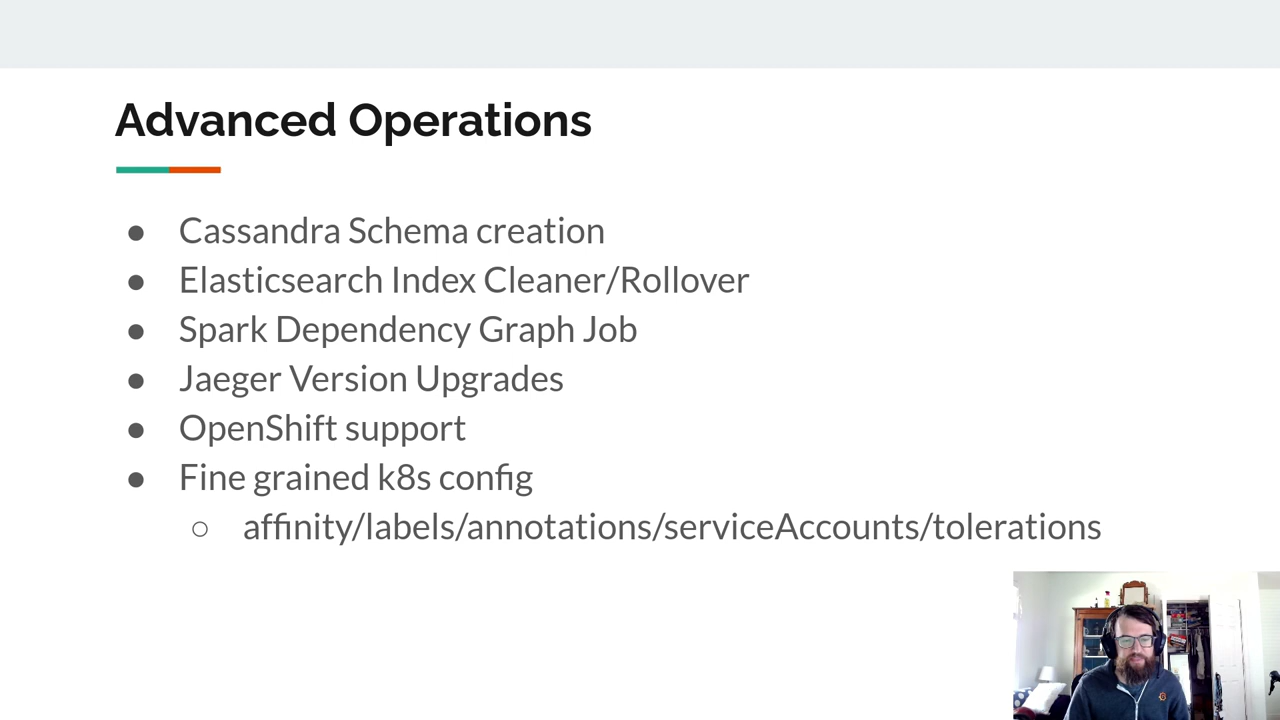 Advanced Operations
● Cassandra Schema creation
● Elasticsearch Index Cleaner/Rollover
● Spark Dependency Graph Job
● Jaeger Version Upgrades
● OpenShift support
● Fine grained k8s config
○ affinity/labels/annotations/serviceAccounts/tolerations